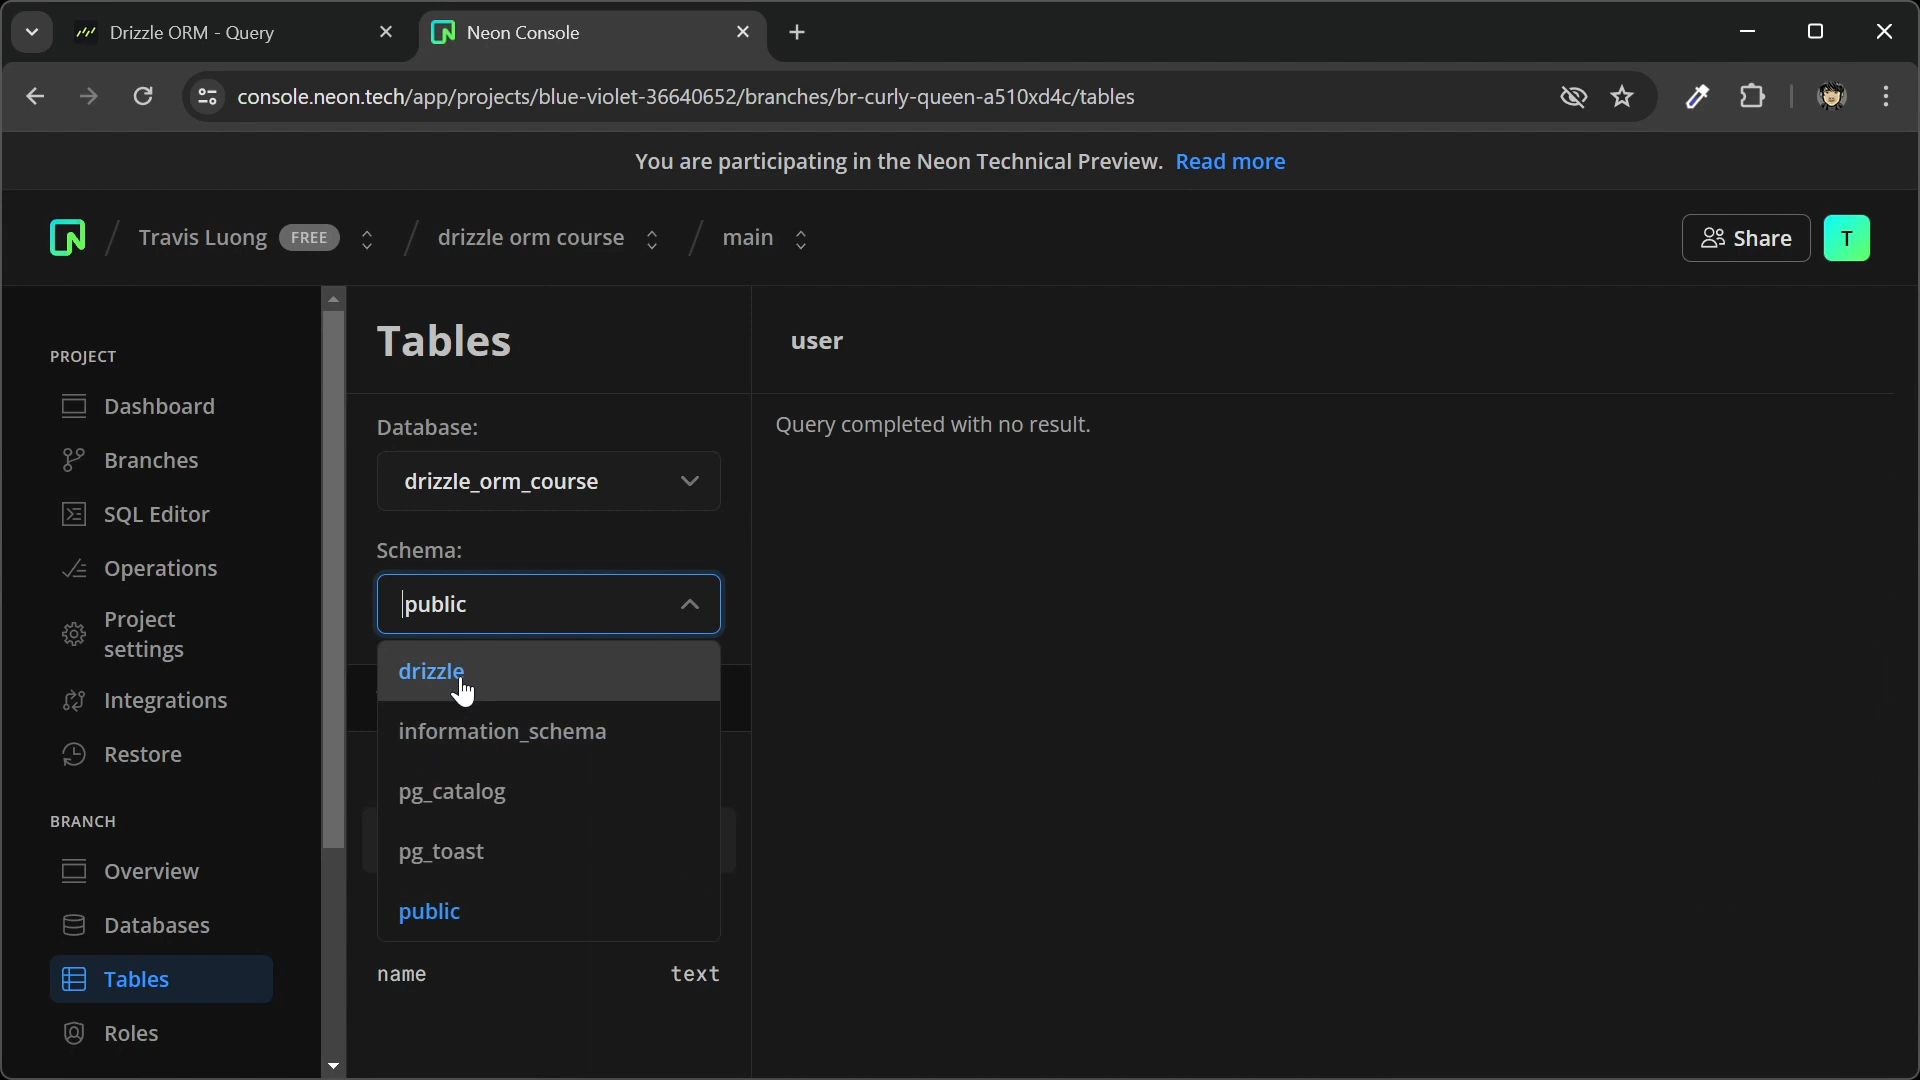 Drizzle ORM - Query
Neon Console
console.neon.tech/app/projects/blue-violet-36640652/branches/br-curly-queen-a510xd4c/tables
You are participating in the Neon Technical Preview. Read more
/ Travis Luong FREE / drizzle orm course / main
Share
T
PROJECT
Dashboard
Branches
SQL Editor
Operations
Project
settings
Integrations
Restore
BRANCH
Overview
Databases
Tables
Roles
Tables
Database:
drizzle_orm_course
Schema:
public
drizzle
information_schema
pg_catalog
pg_toast
public
name text
user
Query completed with no result.